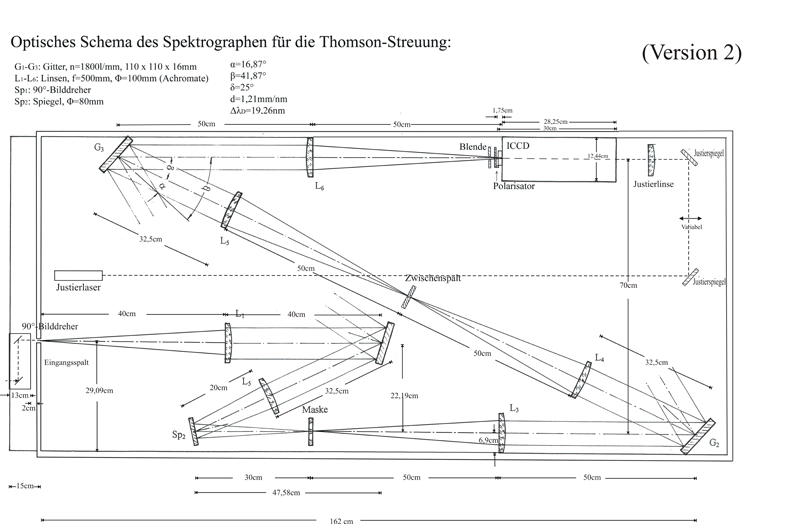 Optisches Schema des Spektrographen für die Thomson-Streuung:
(Version 2)
G1-G3: Gitter, n=1800l/mm, 110 x 110 x 16mm
L1-L6: Linsen, f=500mm, Φ=100mm (Achromate)
Sp1: 90°-Bilddreher
Sp2: Spiegel, Φ=80mm
α=16,87°
β=41,87°
δ=25°
d=1,21mm/nm
ΔλD=19.26nm
1,75cm
28,25cm
30cm
50cm
50cm
G3
Blende
ICCD
12,44cm
Justierspiegel
L6
Polarisator
Justierlinse
δ
α
β
L5
Variabel
32,5cm
50cm
Zwischenspalt
Justierlaser
Justierspiegel
70cm
40cm
L1
40cm
90°-Bilddreher
Eingangsspalt
50cm
L4
32,5cm
29,09cm
20cm
L5
32,5cm
22,19cm
13cm
2cm
Maske
L3
Sp2
6,9cm
G2
15cm
30cm
50cm
50cm
47,58cm
162 cm